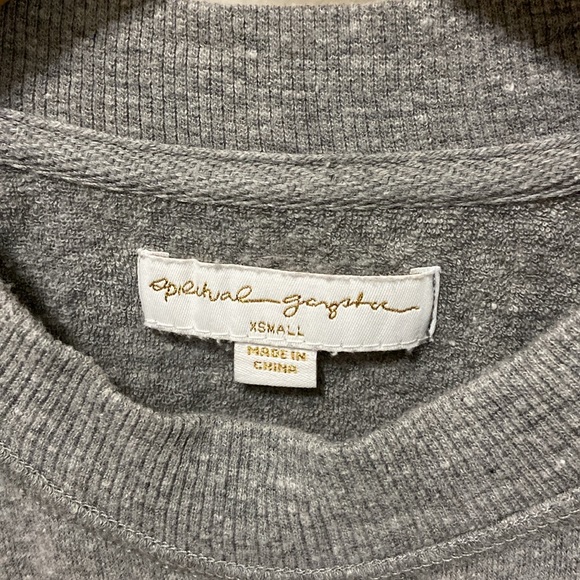 spiritual gangster
XSMALL
MADE IN
CHINA